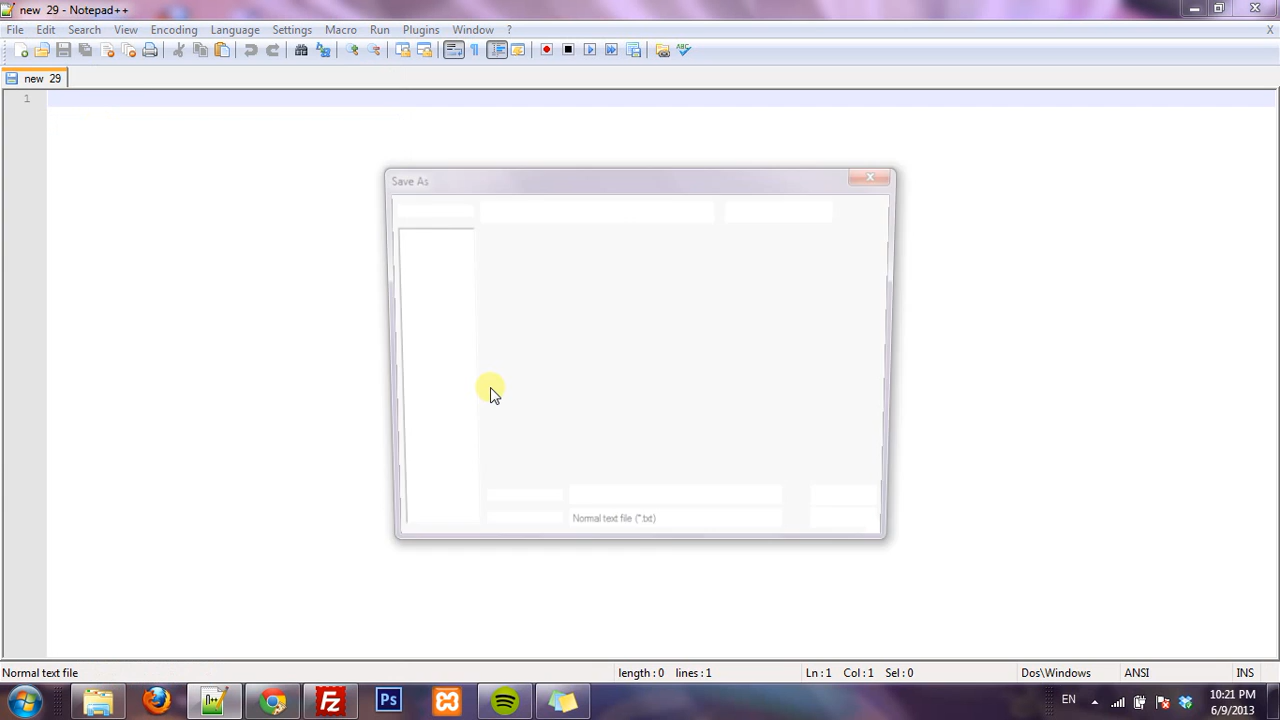 new 29 - Notepad++
File Edit Search View Encoding Language Settings Macro Run Plugins Window ? X
new 29
1
Save As
Normal text file (*.txt)
Normal text file length : 0 lines : 1 Ln : 1 Col : 1 Sel : 0 Dos\Windows ANSI INS
EN 10:21 PM
6/9/2013